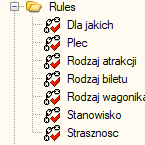 Rules
Dla jakich
Plec
Rodzaj atrakcji
Rodzaj biletu
Rodzaj wagonika
Stanowisko
Strasznosc